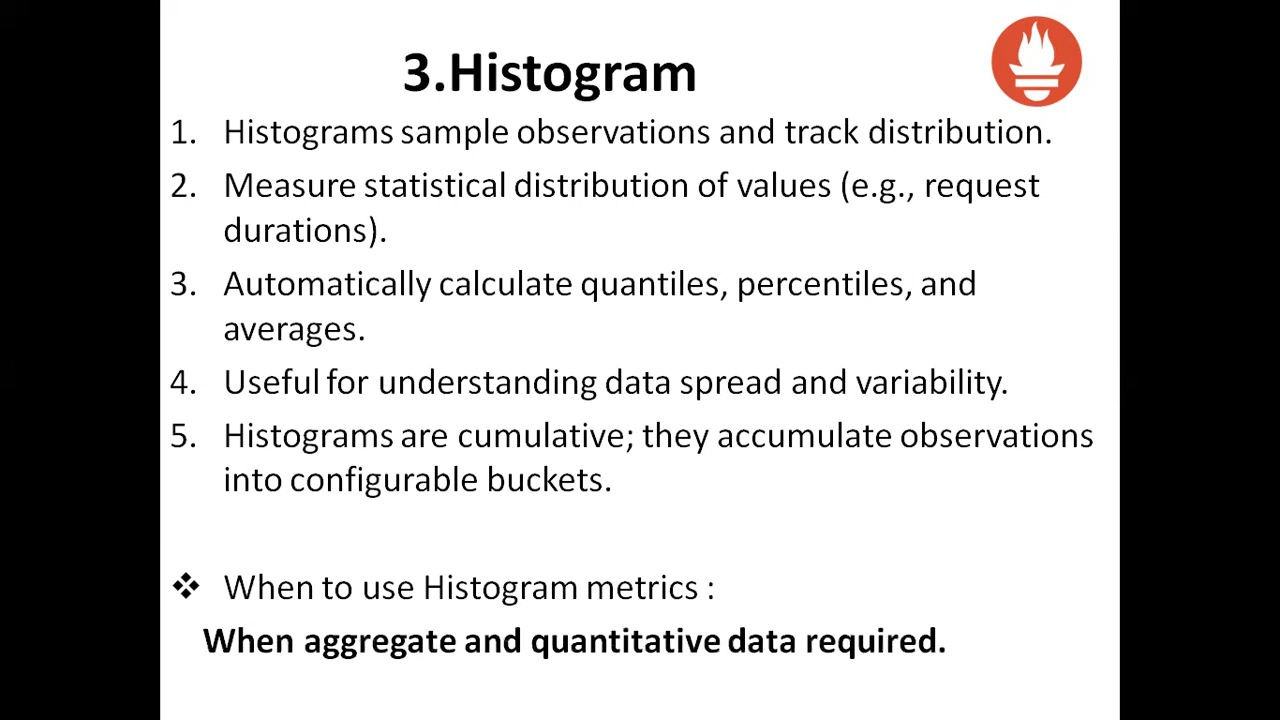 3.Histogram
1. Histograms sample observations and track distribution.
2. Measure statistical distribution of values (e.g., request
durations).
3. Automatically calculate quantiles, percentiles, and
averages.
4. Useful for understanding data spread and variability.
5. Histograms are cumulative; they accumulate observations
into configurable buckets.
❖ When to use Histogram metrics :
When aggregate and quantitative data required.